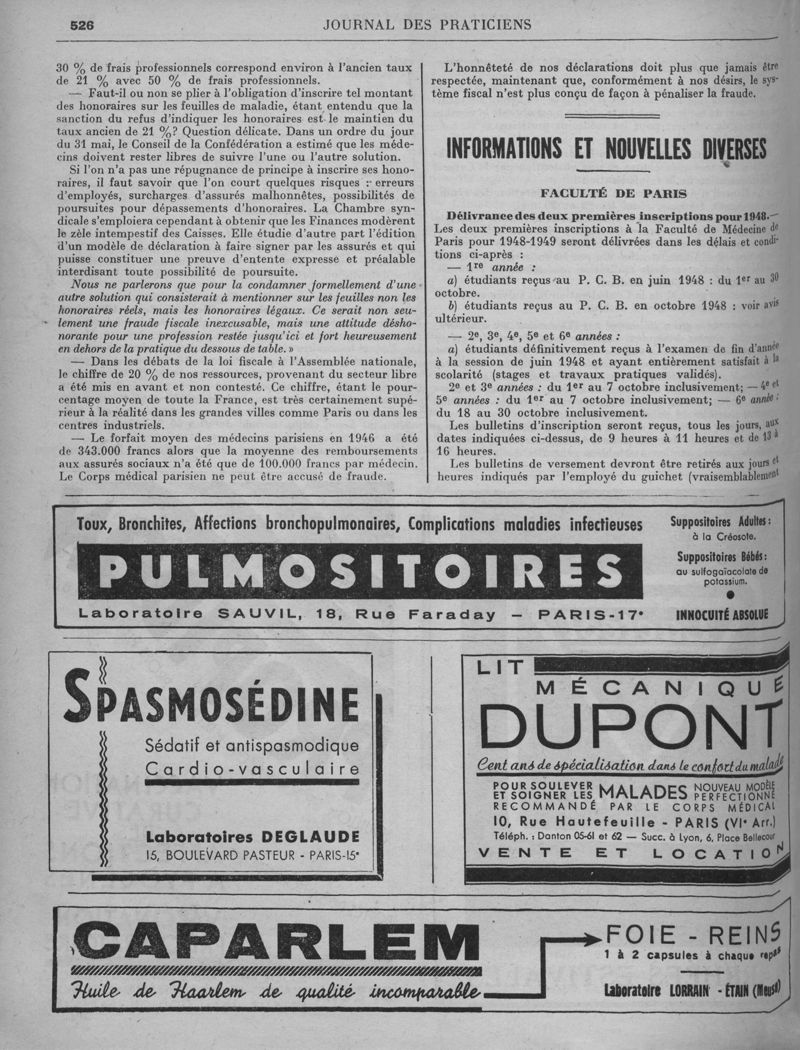 526
JOURNAL DES PRATICIENS
30 % de frais professionnels correspond environ à l'ancien taux
de 21 % avec 50 % de frais professionnels.
— Faut-il ou non se plier à l'obligation d'inscrire tel montant
des honoraires sur les feuilles de maladie, étant entendu que la
sanction du refus d'indiquer les honoraires est le maintien du
taux ancien de 21 %? Question délicate. Dans un ordre du jour
du 31 mai, le Conseil de la Confédération a estimé que les méde-
cins doivent rester libres de suivre l'une ou l'autre solution.
Si l'on n'a pas une répugnance de principe à inscrire ses hono-
raires, il faut savoir que l'on court quelques risques : erreurs
d'employés, surcharges d'assurés malhonnêtes, possibilités de
poursuites pour dépassements d'honoraires. La Chambre syn-
dicale s'emploiera cependant à obtenir que les Finances modèrent
le zèle intempestif des Caisses. Elle étudie d'autre part l'édition
d'un modèle de déclaration à faire signer par les assurés et qui
puisse constituer une preuve d'entente expresse et préalable
interdisant toute possibilité de poursuite.
Nous ne parlerons que pour la condamner formellement d'une
autre solution qui consisterait à mentionner sur les feuilles non les
honoraires réels, mais les honoraires légaux. Ce serait non seu-
lement une fraude fiscale inexcusable, mais une attitude désho-
norante pour une profession restée jusqu'ici et fort heureusement
en dehors de la pratique du dessous de table. »
— Dans les débats de la loi fiscale à l'Assemblée nationale,
le chiffre de 20 % de nos ressources, provenant du secteur libre
a été mis en avant et non contesté. Ce chiffre, étant le pour-
centage moyen de toute la France, est très certainement supé-
rieur à la réalité dans les grandes villes comme Paris ou dans les
centres industriels.
— Le forfait moyen des médecins parisiens en 1946 a été
de 343.000 francs alors que la moyenne des remboursements
aux assurés sociaux n'a été que de 100.000 francs par médecin.
Le Corps médical parisien ne peut être accusé de fraude.
L'honnêteté de nos déclarations doit plus que jamais être
respectée, maintenant que, conformément à nos désirs, le sys-
tème fiscal n'est plus conçu de façon à pénaliser la fraude.
INFORMATIONS ET NOUVELLES DIVERSES
FACULTÉ DE PARIS
Délivrance des deux premières inscriptions pour 1948.—
Les deux premières inscriptions à la Faculté de Médecine de
Paris pour 1948-1949 seront délivrées dans les délais et condi-
tions ci-après :
— 1re année :
a) étudiants reçus au P. C. B. en juin 1948 : du 1er au 30
octobre.
b) étudiants reçus au P. C. B. en octobre 1948 : voir avis
ultérieur.
— 2e, 3e, 4e, 5e et 6e années :
a) étudiants définitivement reçus à l'examen de fin d'année
à la session de juin 1948 et ayant entièrement satisfait à la
scolarité (stages et travaux pratiques validés).
2e et 3e années : du 1er au 7 octobre inclusivement; — 4e et
5e années : du 1er au 7 octobre inclusivement; — 6e année :
du 18 au 30 octobre inclusivement.
Les bulletins d'inscription seront reçus, tous les jours, aux
dates indiquées ci-dessus, de 9 heures à 11 heures et de 13 à
16 heures.
Les bulletins de versement devront être retirés aux jours et
heures indiqués par l'employé du guichet (vraisemblablement
Toux, Bronchites, Affections bronchopulmonaires, Complications maladies infectieuses
PULMOSITOIRES
Laboratoire SAUVIL, 18, Rue Faraday — PARIS-17e
Suppositoires Adultes :
à la Créosote.
Suppositoires Bébés :
au sulfogaïacolate de
potassium.
●
INNOCUITÉ ABSOLUE
SPASMOSÉDINE
Sédatif et antispasmodique
Cardio-vasculaire
Laboratoires DEGLAUDE
15, BOULEVARD PASTEUR - PARIS-15e
LIT
MÉCANIQUE
DUPONT
Cent ans de spécialisation dans le confort du malade
POUR SOULEVER ET SOIGNER LES MALADES NOUVEAU MODÈLE PERFECTIONNÉ
RECOMMANDÉ PAR LE CORPS MÉDICAL
10, Rue Hautefeuille - PARIS (VIe Arr.)
Téléph. : Danton 05-61 et 62 — Succ. à Lyon, 6, Place Bellecour
VENTE ET LOCATION
CAPARLEM
Huile de Haarlem de qualité incomparable
FOIE - REINS
1 à 2 capsules à chaque repas
Laboratoire LORRAIN - ÉTAIN (Meuse)